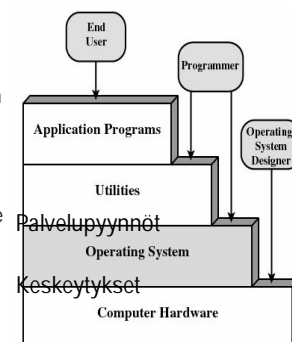 End
User
Programmer
Application Programs
Operating
System
Designer
Utilities
Palvelupyynnöt
Operating System
Keskeytykset
Computer Hardware